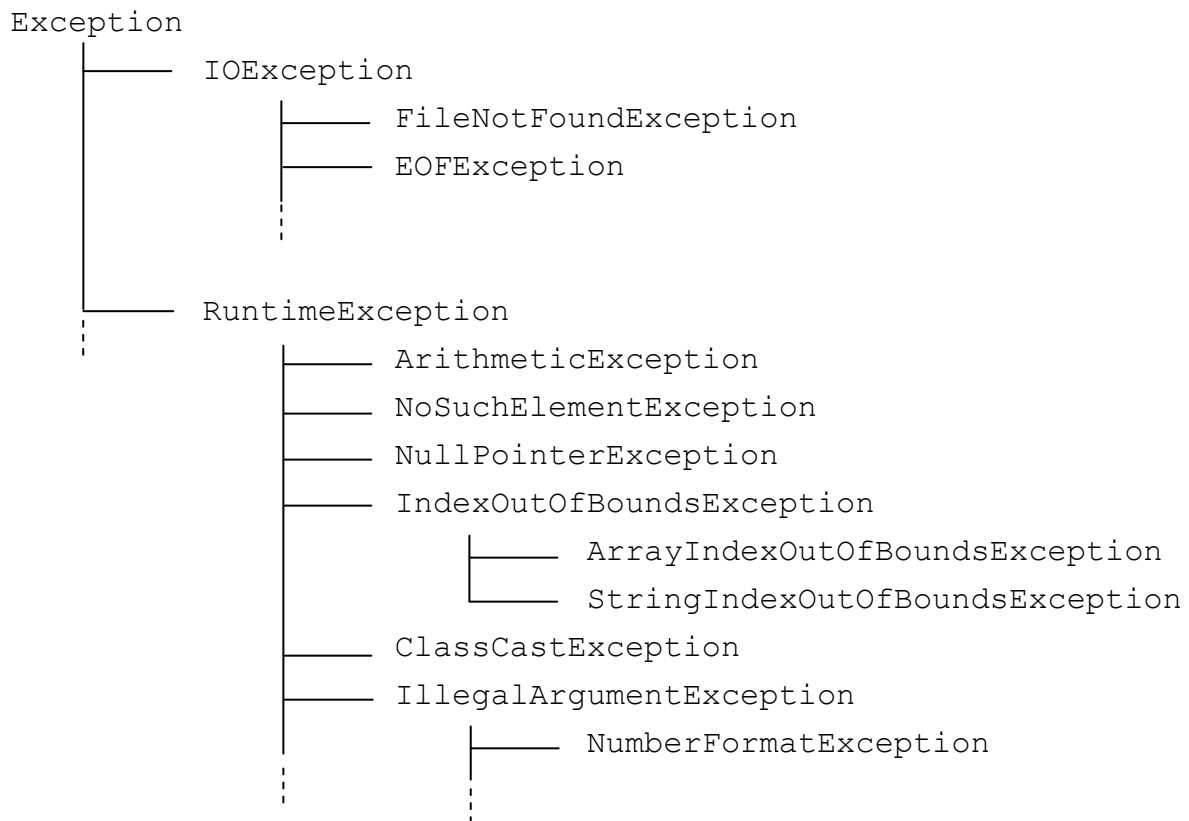 Exception
IOException
FileNotFoundException
EOFException
RuntimeException
ArithmeticException
NoSuchElementException
NullPointerException
IndexOutOfBoundsException
ArrayIndexOutOfBoundsException
StringIndexOutOfBoundsException
ClassCastException
IllegalArgumentException
NumberFormatException